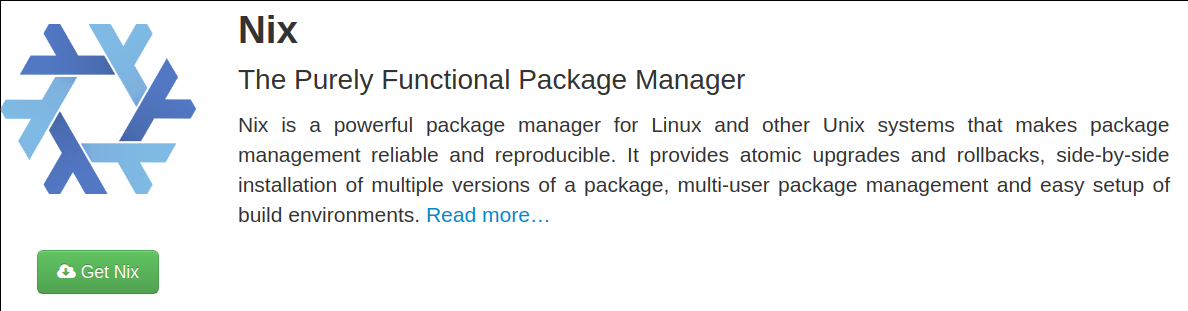 Nix
The Purely Functional Package Manager
Nix is a powerful package manager for Linux and other Unix systems that makes package
management reliable and reproducible. It provides atomic upgrades and rollbacks, side-by-side
installation of multiple versions of a package, multi-user package management and easy setup of
build environments. Read more…
Get Nix